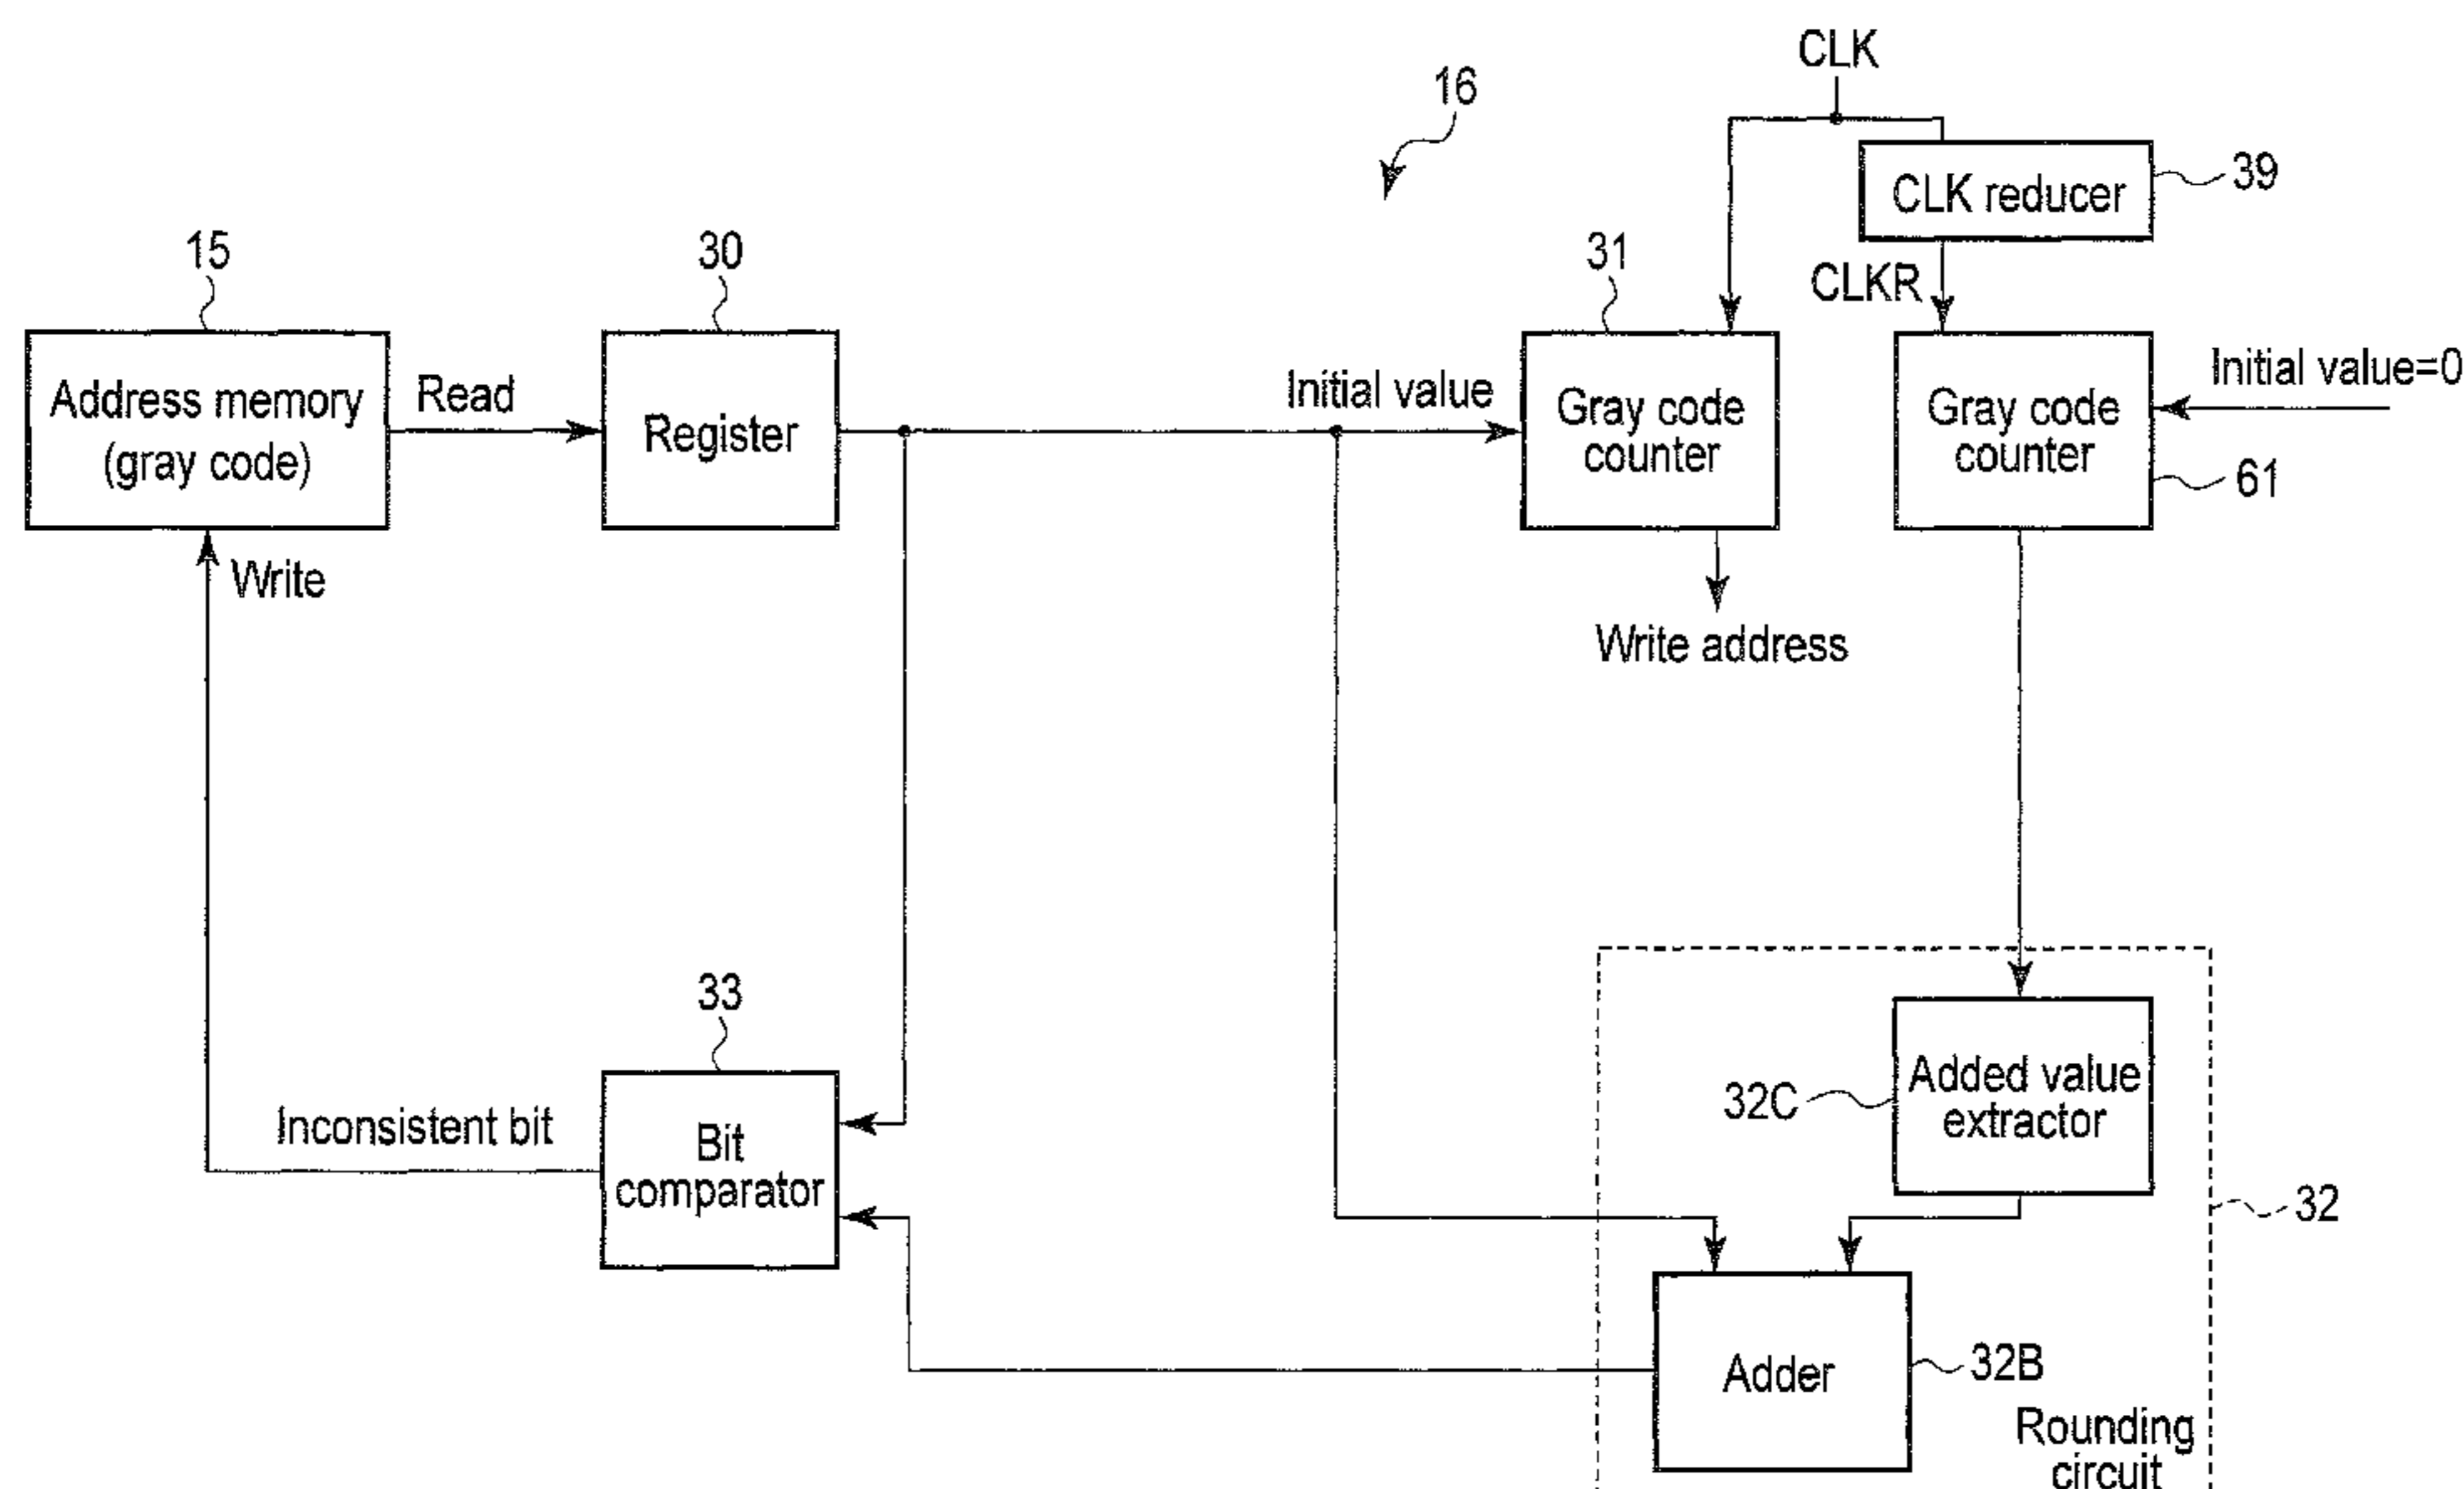 CLK
16
CLK reducer
39
15
30
31
CLKR
Address memory
(gray code)
Read
Register
Initial value
Gray code
counter
Gray code
counter
Initial value=0
61
Write
Write address
33
Bit
comparator
Inconsistent bit
32C
Added value
extractor
32
Adder
32B
Rounding
circuit